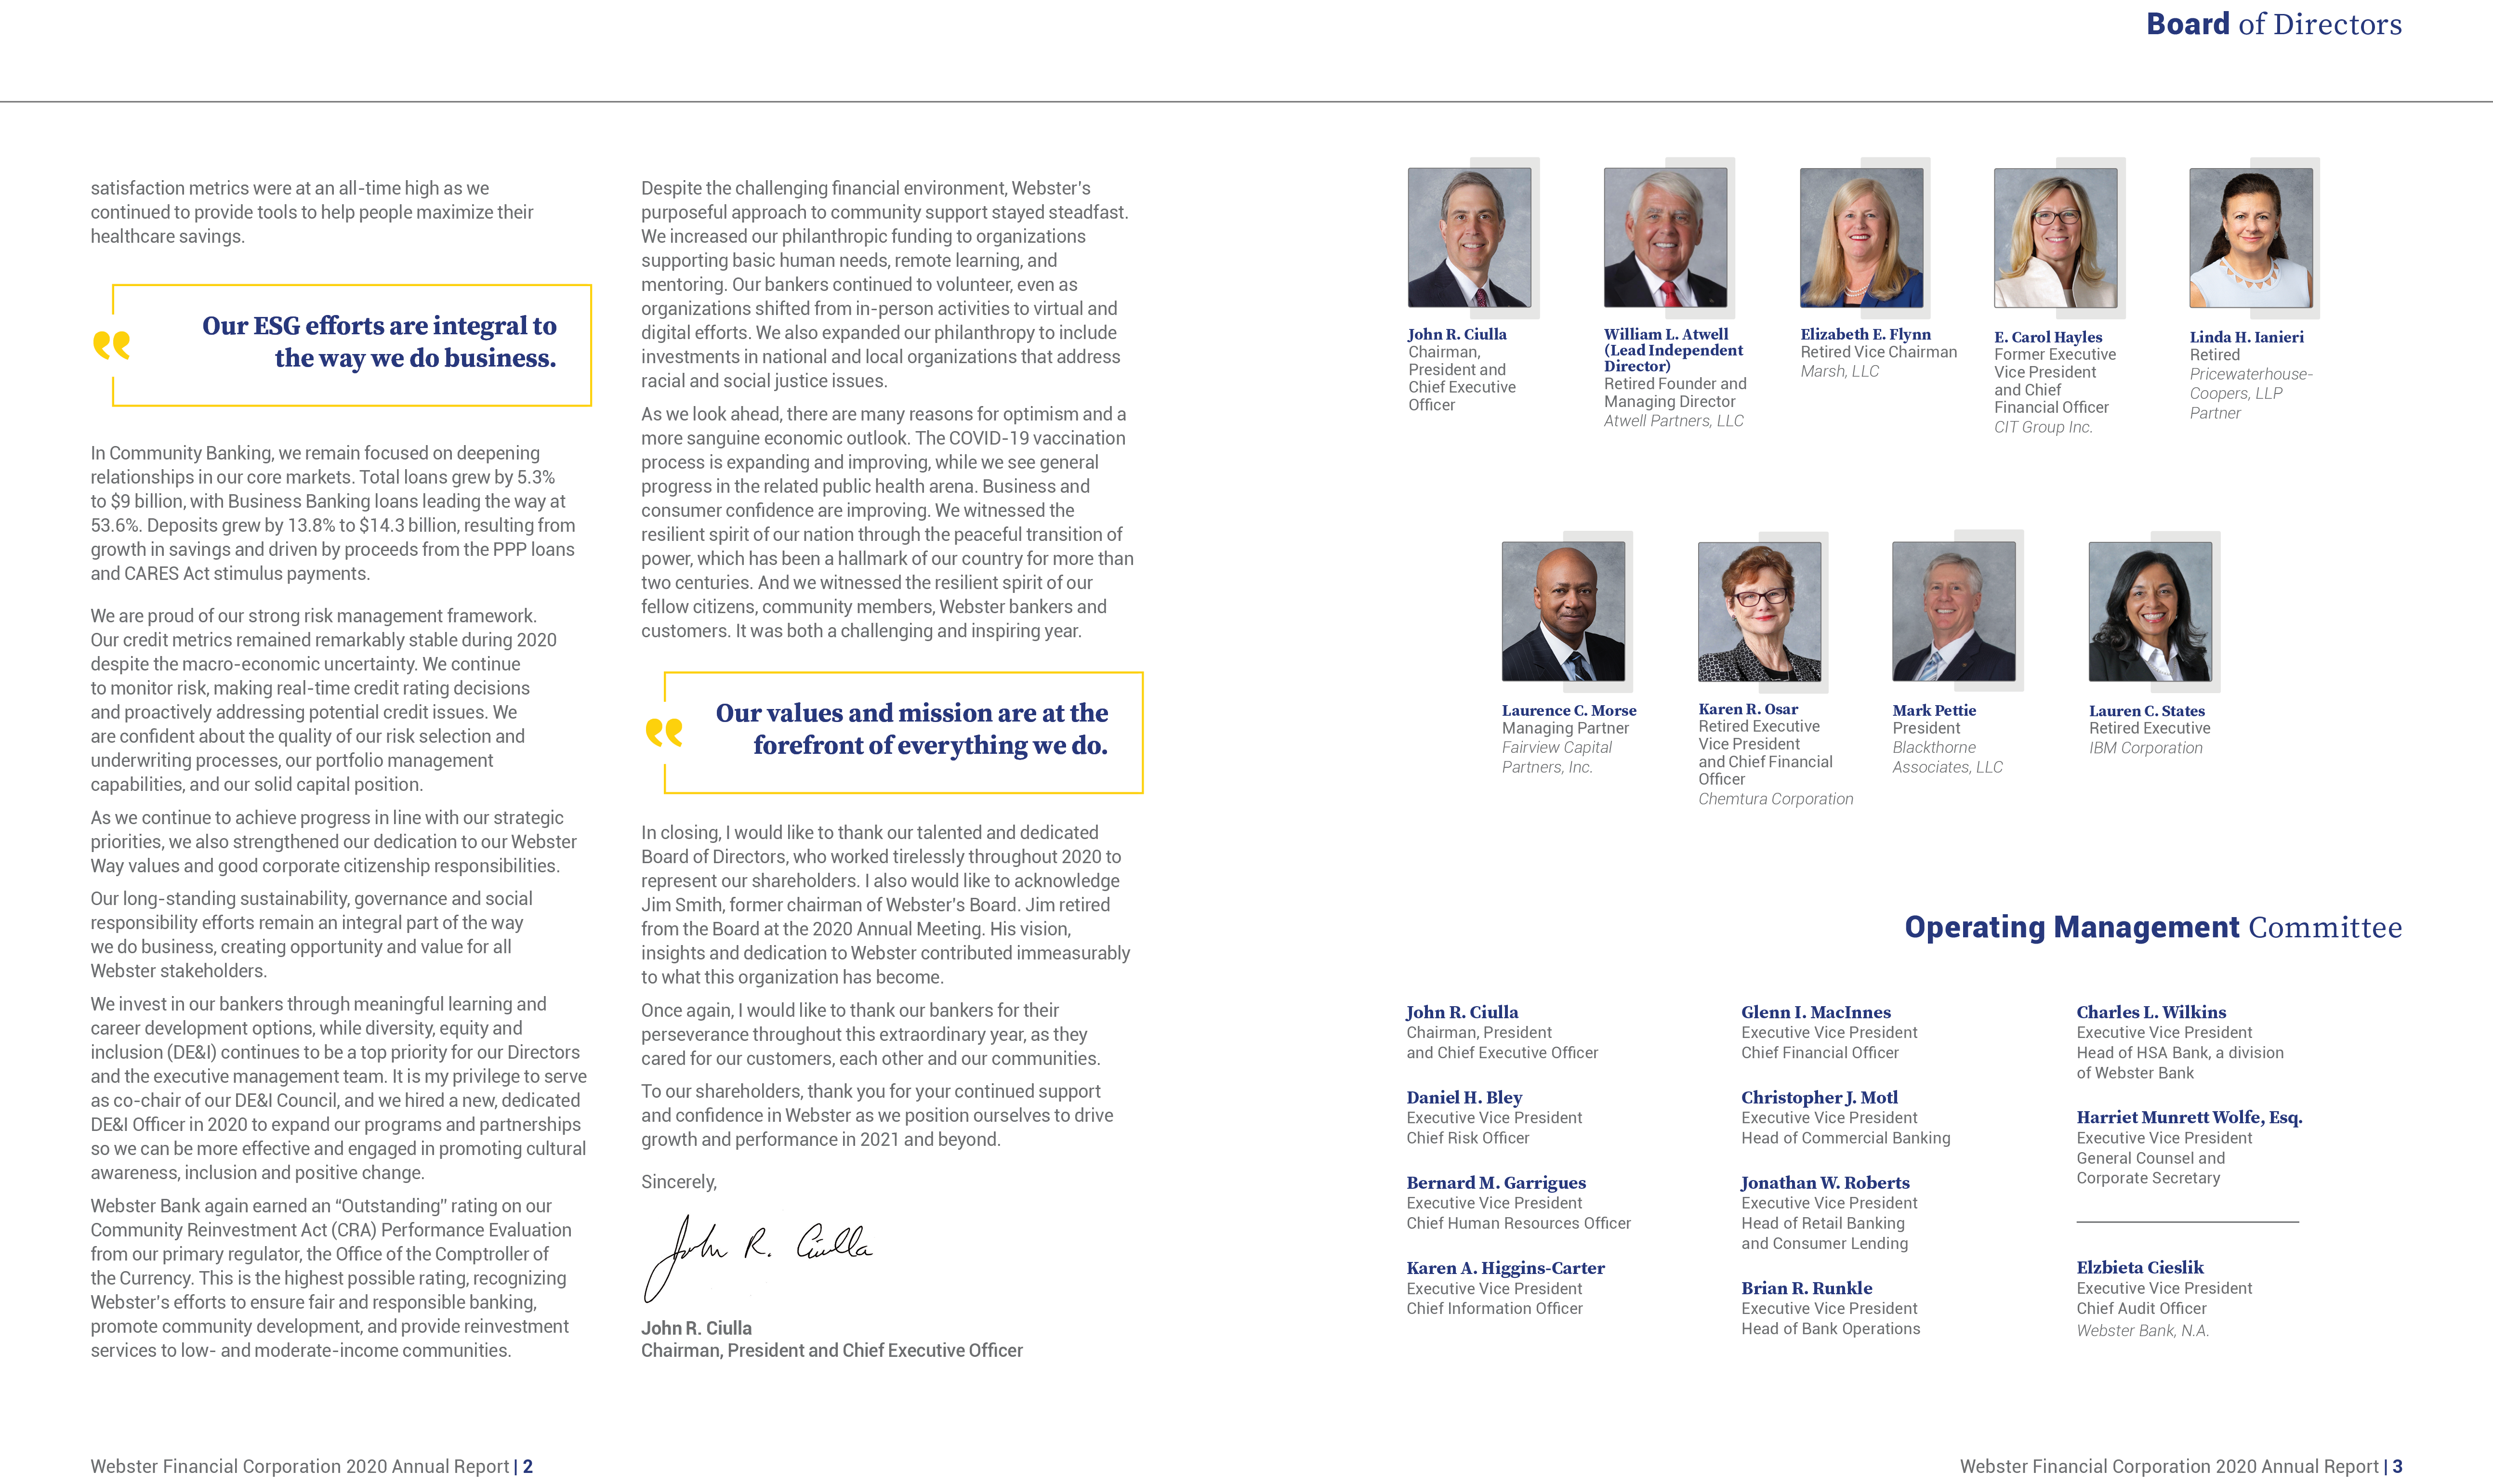 Board of Directors
satisfaction metrics were at an all-time high as we
continued to provide tools to help people maximize their
healthcare savings.
“
Our ESG efforts are integral to
the way we do business.
In Community Banking, we remain focused on deepening
relationships in our core markets. Total loans grew by 5.3%
to $9 billion, with Business Banking loans leading the way at
53.6%. Deposits grew by 13.8% to $14.3 billion, resulting from
growth in savings and driven by proceeds from the PPP loans
and CARES Act stimulus payments.
We are proud of our strong risk management framework.
Our credit metrics remained remarkably stable during 2020
despite the macro-economic uncertainty. We continue
to monitor risk, making real-time credit rating decisions
and proactively addressing potential credit issues. We
are confident about the quality of our risk selection and
underwriting processes, our portfolio management
capabilities, and our solid capital position.
As we continue to achieve progress in line with our strategic
priorities, we also strengthened our dedication to our Webster
Way values and good corporate citizenship responsibilities.
Our long-standing sustainability, governance and social
responsibility efforts remain an integral part of the way
we do business, creating opportunity and value for all
Webster stakeholders.
We invest in our bankers through meaningful learning and
career development options, while diversity, equity and
inclusion (DE&I) continues to be a top priority for our Directors
and the executive management team. It is my privilege to serve
as co-chair of our DE&I Council, and we hired a new, dedicated
DE&I Officer in 2020 to expand our programs and partnerships
so we can be more effective and engaged in promoting cultural
awareness, inclusion and positive change.
Webster Bank again earned an “Outstanding” rating on our
Community Reinvestment Act (CRA) Performance Evaluation
from our primary regulator, the Office of the Comptroller of
the Currency. This is the highest possible rating, recognizing
Webster's efforts to ensure fair and responsible banking,
promote community development, and provide reinvestment
services to low- and moderate-income communities.
Despite the challenging financial environment, Webster's
purposeful approach to community support stayed steadfast.
We increased our philanthropic funding to organizations
supporting basic human needs, remote learning, and
mentoring. Our bankers continued to volunteer, even as
organizations shifted from in-person activities to virtual and
digital efforts. We also expanded our philanthropy to include
investments in national and local organizations that address
racial and social justice issues.
As we look ahead, there are many reasons for optimism and a
more sanguine economic outlook. The COVID-19 vaccination
process is expanding and improving, while we see general
progress in the related public health arena. Business and
consumer confidence are improving. We witnessed the
resilient spirit of our nation through the peaceful transition of
power, which has been a hallmark of our country for more than
two centuries. And we witnessed the resilient spirit of our
fellow citizens, community members, Webster bankers and
customers. It was both a challenging and inspiring year.
“
Our values and mission are at the
forefront of everything we do.
In closing, I would like to thank our talented and dedicated
Board of Directors, who worked tirelessly throughout 2020 to
represent our shareholders. I also would like to acknowledge
Jim Smith, former chairman of Webster's Board. Jim retired
from the Board at the 2020 Annual Meeting. His vision,
insights and dedication to Webster contributed immeasurably
to what this organization has become.
Once again, I would like to thank our bankers for their
perseverance throughout this extraordinary year, as they
cared for our customers, each other and our communities.
To our shareholders, thank you for your continued support
and confidence in Webster as we position ourselves to drive
growth and performance in 2021 and beyond.
Sincerely,
John R. Ciulla
John R. Ciulla
Chairman, President and Chief Executive Officer
Webster Financial Corporation 2020 Annual Report | 2
John R. Ciulla
Chairman,
President and
Chief Executive
Officer
William L. Atwell
(Lead Independent
Director)
Retired Founder and
Managing Director
Atwell Partners, LLC
Elizabeth E. Flynn
Retired Vice Chairman
Marsh, LLC
E. Carol Hayles
Former Executive
Vice President
and Chief
Financial Officer
CIT Group Inc.
Linda H. Ianieri
Retired
Pricewaterhouse-
Coopers, LLP
Partner
Laurence C. Morse
Managing Partner
Fairview Capital
Partners, Inc.
Karen R. Osar
Retired Executive
Vice President
and Chief Financial
Officer
Chemtura Corporation
Mark Pettie
President
Blackthorne
Associates, LLC
Lauren C. States
Retired Executive
IBM Corporation
Operating Management Committee
John R. Ciulla
Chairman, President
and Chief Executive Officer
Daniel H. Bley
Executive Vice President
Chief Risk Officer
Bernard M. Garrigues
Executive Vice President
Chief Human Resources Officer
Karen A. Higgins-Carter
Executive Vice President
Chief Information Officer
Glenn I. MacInnes
Executive Vice President
Chief Financial Officer
Christopher J. Motl
Executive Vice President
Head of Commercial Banking
Jonathan W. Roberts
Executive Vice President
Head of Retail Banking
and Consumer Lending
Brian R. Runkle
Executive Vice President
Head of Bank Operations
Charles L. Wilkins
Executive Vice President
Head of HSA Bank, a division
of Webster Bank
Harriet Munrett Wolfe, Esq.
Executive Vice President
General Counsel and
Corporate Secretary
Elzbieta Cieslik
Executive Vice President
Chief Audit Officer
Webster Bank, N.A.
Webster Financial Corporation 2020 Annual Report | 3